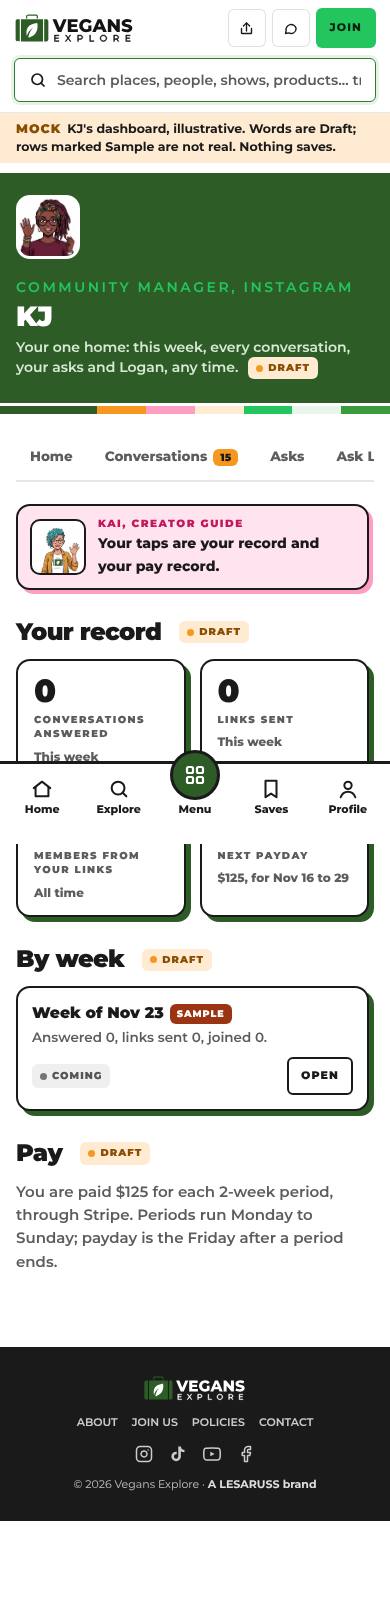 VEGANS
EXPLORE
JOIN
Search places, people, shows, products... tr
MOCK KJ's dashboard, illustrative. Words are Draft;
rows marked Sample are not real. Nothing saves.
COMMUNITY MANAGER, INSTAGRAM
KJ
Your one home: this week, every conversation,
your asks and Logan, any time. DRAFT
Home Conversations 15 Asks Ask L
KAI, CREATOR GUIDE
Your taps are your record and
your pay record.
Your record DRAFT
0
CONVERSATIONS
ANSWERED
This week
0
LINKS SENT
This week
Home Explore Menu Saves Profile
MEMBERS FROM
YOUR LINKS
All time
NEXT PAYDAY
$125, for Nov 16 to 29
By week DRAFT
Week of Nov 23 SAMPLE
Answered 0, links sent 0, joined 0.
COMING
OPEN
Pay DRAFT
You are paid $125 for each 2-week period,
through Stripe. Periods run Monday to
Sunday; payday is the Friday after a period
ends.
VEGANS
EXPLORE
ABOUT JOIN US POLICIES CONTACT
© 2026 Vegans Explore · A LESARUSS brand